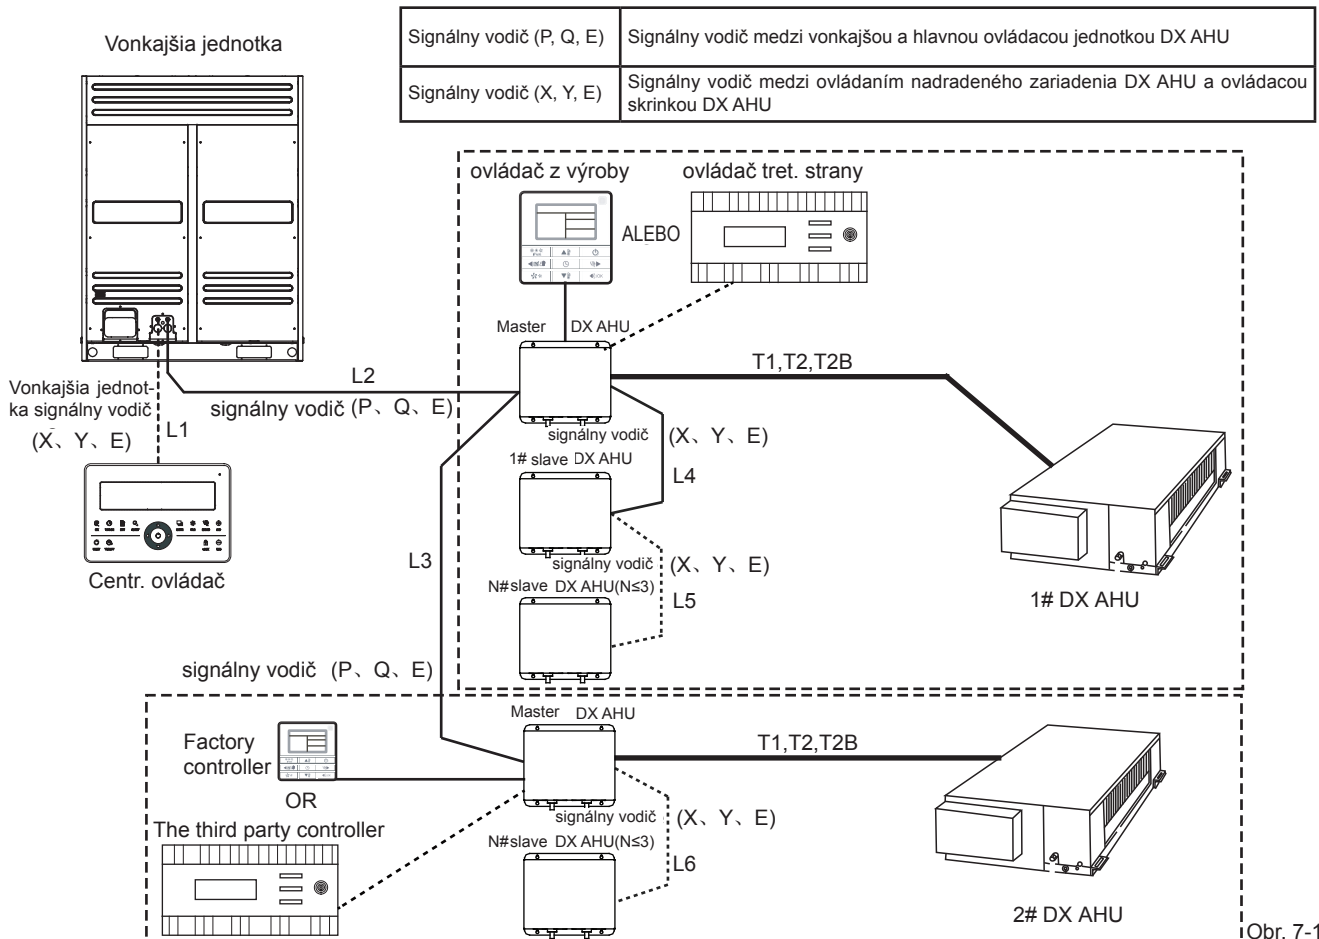 Signálny vodič (P, Q, E)
Signálny vodič medzi vonkajšou a hlavnou ovládacou jednotkou DX AHU
Signálny vodič (X, Y, E)
Signálny vodič medzi ovládaním nadradeného zariadenia DX AHU a ovládacou
skrinkou DX AHU
Vonkajšia jednotka
ovládač z výroby
ovládač tret. strany
ALEBO
Master DX AHU
T1,T2,T2B
L2
signálny vodič (P、Q、E)
Vonkajšia jednot-
ka signálny vodič
(X、Y、E)
L1
signálny vodič (X、Y、E)
1# slave DX AHU
L4
Centr. ovládač
L3
signálny vodič (X、Y、E)
N#slave DX AHU(N≤3)
L5
1# DX AHU
signálny vodič (P、Q、E)
Master DX AHU
Factory
controller
OR
T1,T2,T2B
The third party controller
signálny vodič (X、Y、E)
N#slave DX AHU(N≤3)
L6
2# DX AHU
Obr. 7-1